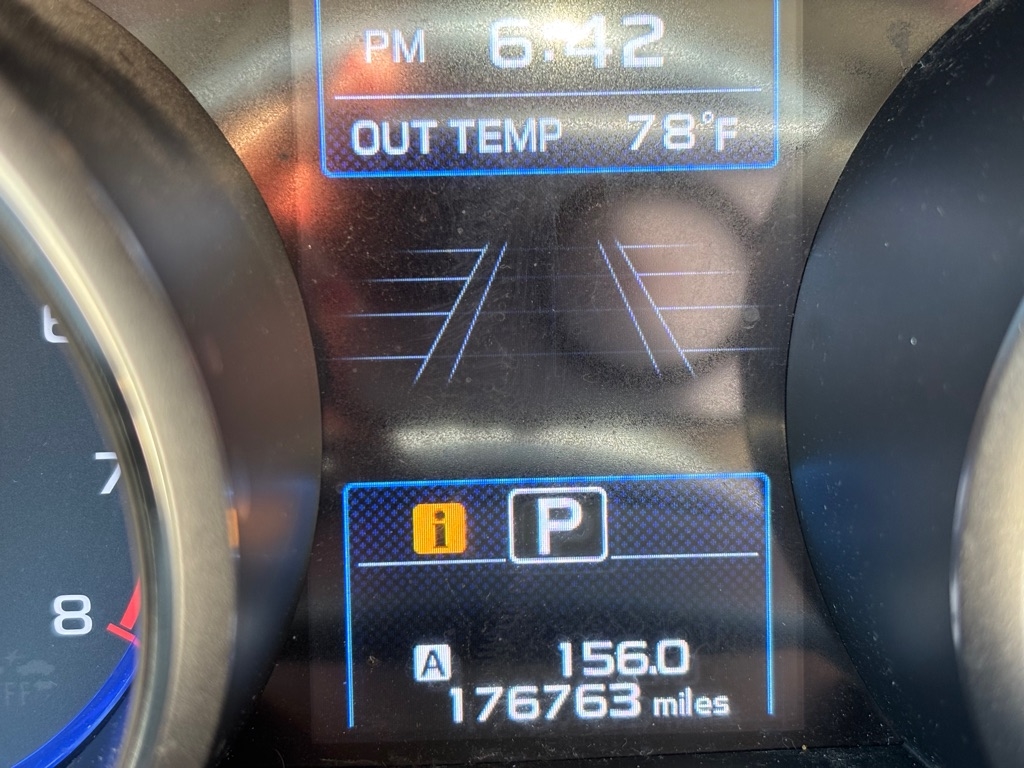 PM 6:42
OUT TEMP 78°F
6
7
i P
8
A 156.0
176763 miles